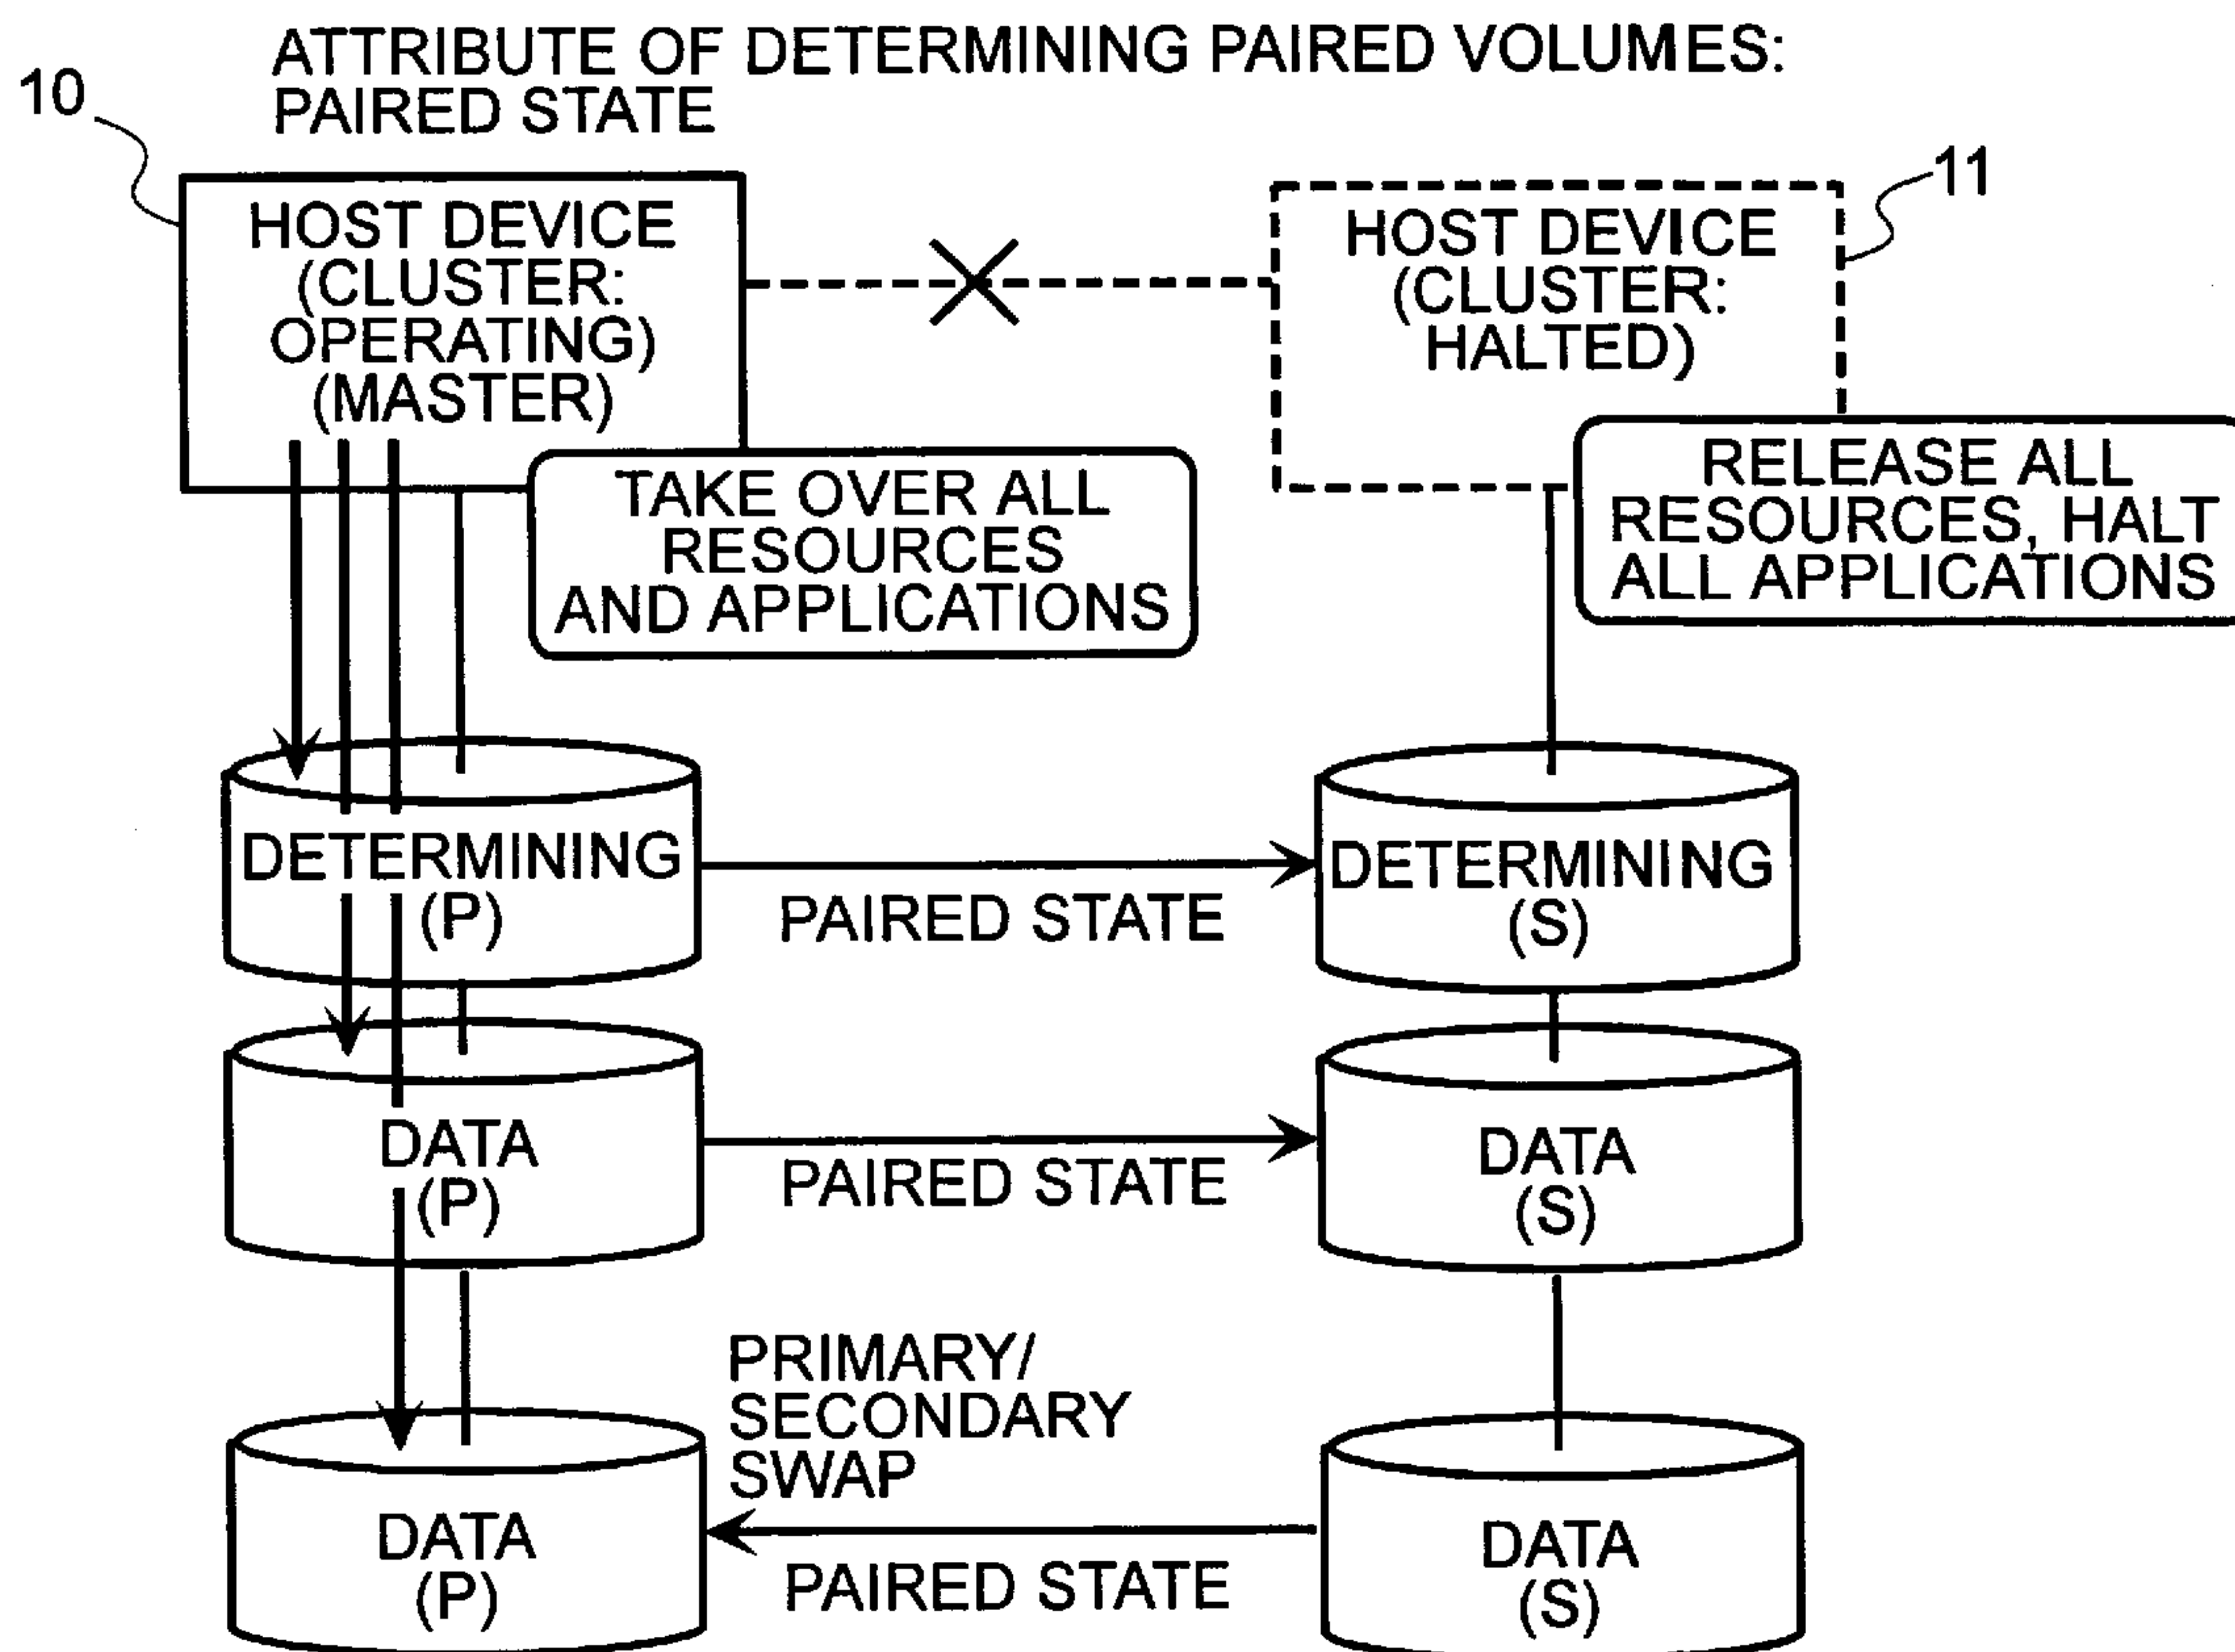 ATTRIBUTE OF DETERMINING PAIRED VOLUMES:
PAIRED STATE
10
HOST DEVICE
(CLUSTER:
OPERATING)
(MASTER)
11
HOST DEVICE
(CLUSTER:
HALTED)
TAKE OVER ALL
RESOURCES
AND APPLICATIONS
RELEASE ALL
RESOURCES, HALT
ALL APPLICATIONS
DETERMINING
(P)
PAIRED STATE
DETERMINING
(S)
DATA
(P)
PAIRED STATE
DATA
(S)
PRIMARY/
SECONDARY
SWAP
DATA
(P)
PAIRED STATE
DATA
(S)